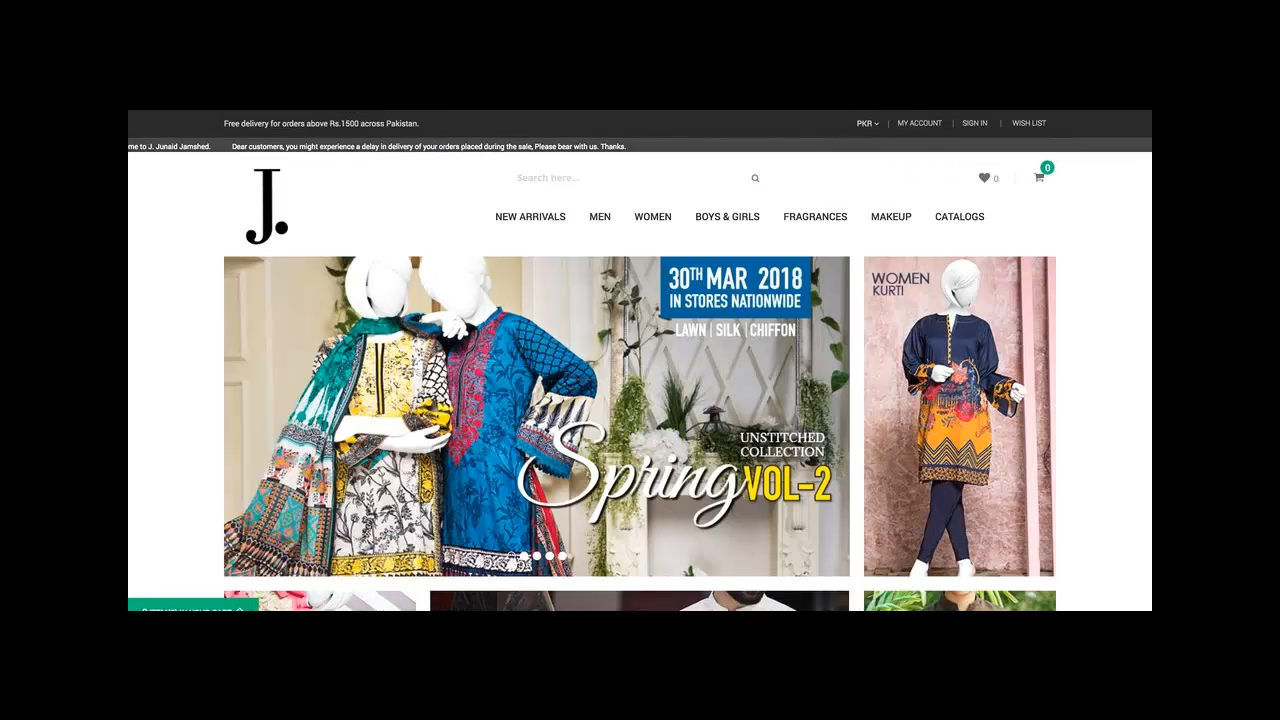 Free delivery for orders above Rs.1500 across Pakistan.
PKR | MY ACCOUNT | SIGN IN | WISH LIST
me to J. Junaid Jamshed. Dear customers, you might experience a delay in delivery of your orders placed during the sale, Please bear with us. Thanks.
J.
Search here...
0
0
NEW ARRIVALS MEN WOMEN BOYS & GIRLS FRAGRANCES MAKEUP CATALOGS
30TH MAR 2018
IN STORES NATIONWIDE
LAWN | SILK | CHIFFON
UNSTITCHED
COLLECTION
Spring VOL-2
WOMEN
KURTI